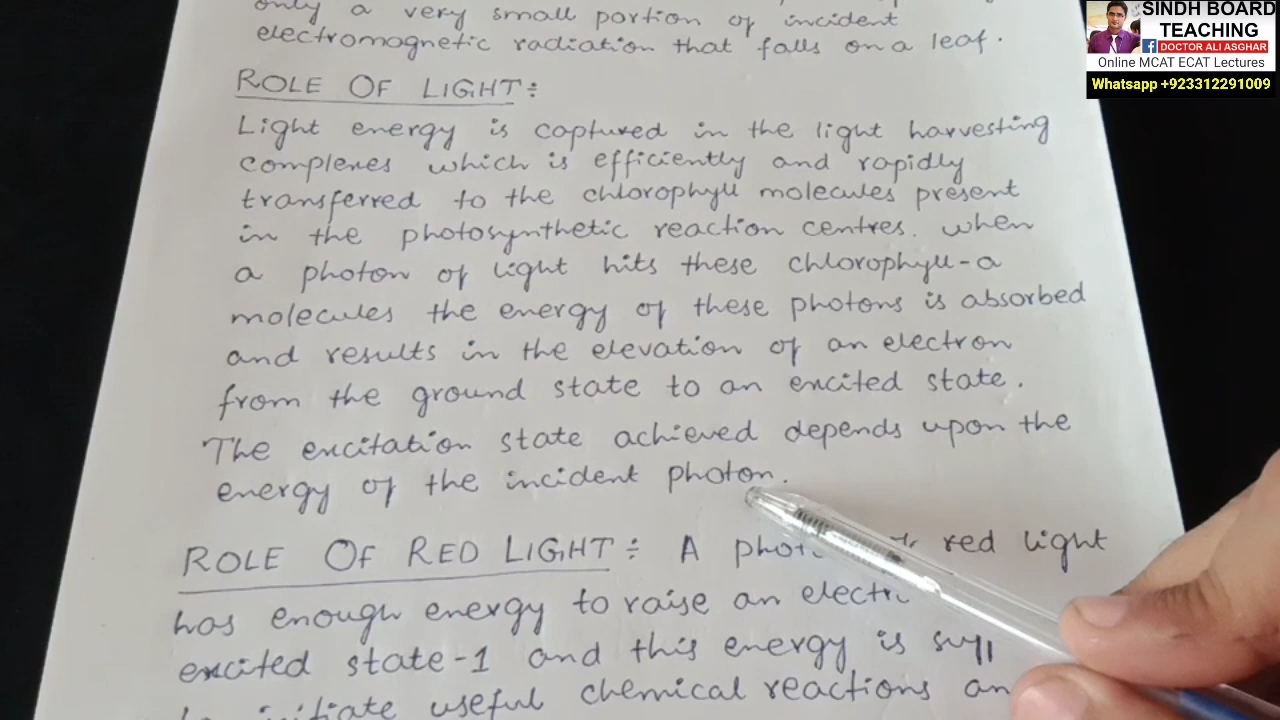 only a very small portion of incident
electromagnetic radiation that falls on a leaf.
ROLE OF LIGHT:
Light energy is captured in the light harvesting
complexes which is efficiently and rapidly
transferred to the chlorophyll molecules present
in the photosynthetic reaction centres. when
a photon of light hits these chlorophyll-a
molecules the energy of these photons is absorbed
and results in the elevation of an electron
from the ground state to an excited state.
The excitation state achieved depends upon the
energy of the incident photon.
ROLE OF RED LIGHT: A red light
has enough energy to raise an
excited state-1 and this energy is
initiate useful chemical reactions
SINDH BOARD
TEACHING
DOCTOR ALI ASGHAR
Online MCAT ECAT Lectures
Whatsapp +923312291009